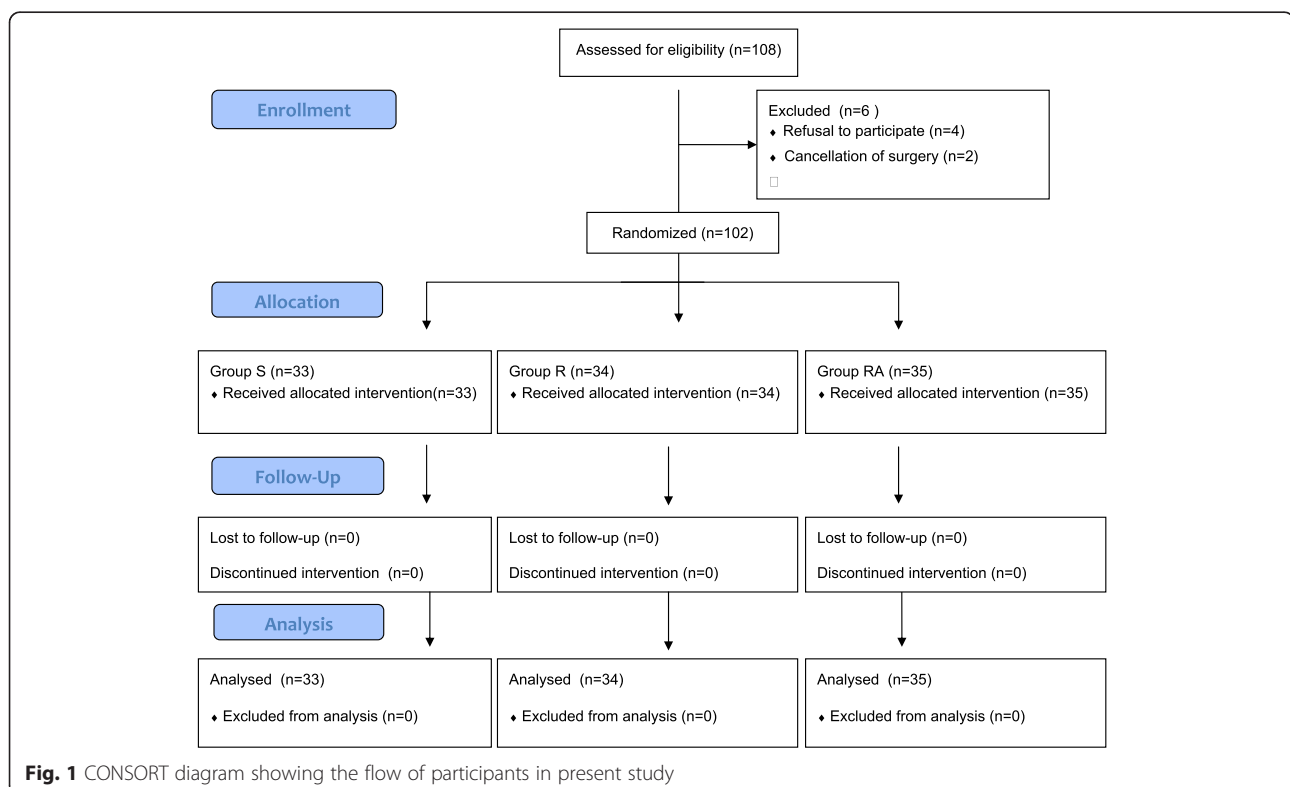 Assessed for eligibility (n=108)
Enrollment
Excluded (n=6 )
♦ Refusal to participate (n=4)
♦ Cancellation of surgery (n=2)
Randomized (n=102)
Allocation
Group S (n=33)
♦ Received allocated intervention(n=33)
Group R (n=34)
♦ Received allocated intervention (n=34)
Group RA (n=35)
♦ Received allocated intervention (n=35)
Follow-Up
Lost to follow-up (n=0)
Discontinued intervention (n=0)
Lost to follow-up (n=0)
Discontinued intervention (n=0)
Lost to follow-up (n=0)
Discontinued intervention (n=0)
Analysis
Analysed (n=33)
♦ Excluded from analysis (n=0)
Analysed (n=34)
♦ Excluded from analysis (n=0)
Analysed (n=35)
♦ Excluded from analysis (n=0)
Fig. 1 CONSORT diagram showing the flow of participants in present study